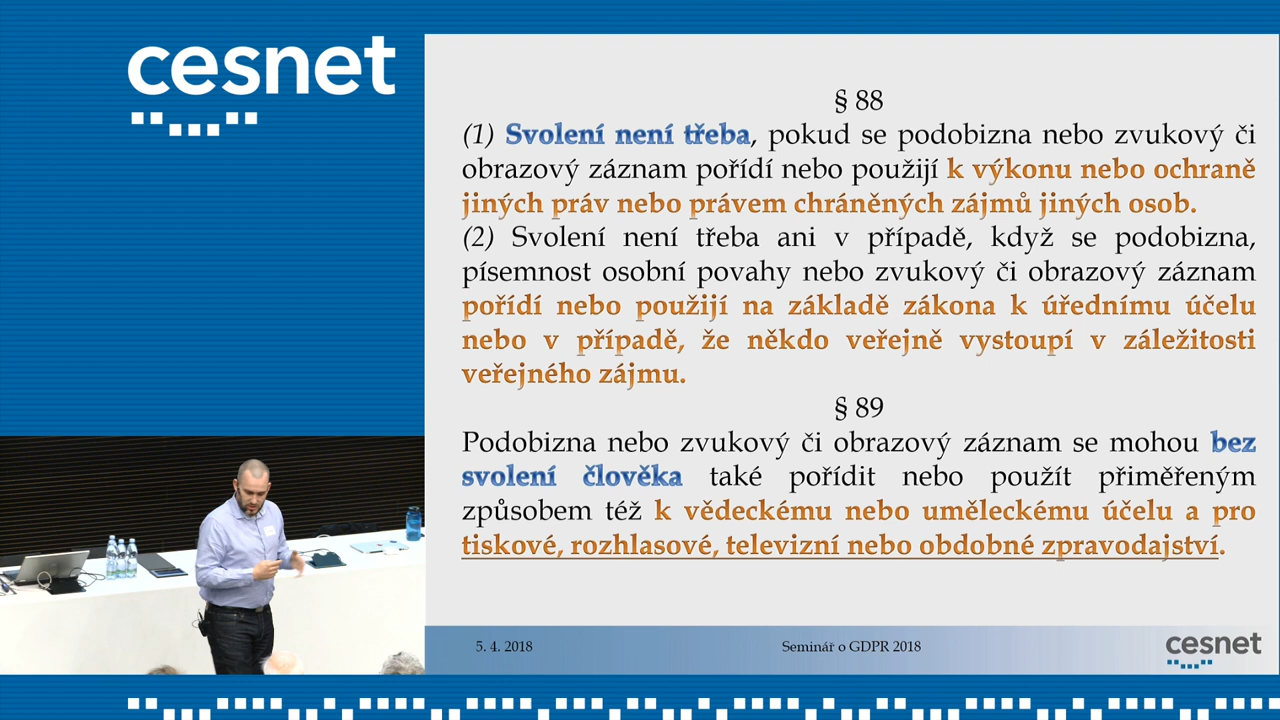 cesnet
§ 88
(1) Svolení není třeba, pokud se podobizna nebo zvukový či
obrazový záznam pořídí nebo použijí k výkonu nebo ochraně
jiných práv nebo právem chráněných zájmů jiných osob.
(2) Svolení není třeba ani v případě, když se podobizna,
písemnost osobní povahy nebo zvukový či obrazový záznam
pořídí nebo použijí na základě zákona k úřednímu účelu
nebo v případě, že někdo veřejně vystoupí v záležitosti
veřejného zájmu.
§ 89
Podobizna nebo zvukový či obrazový záznam se mohou bez
svolení člověka také pořídit nebo použít přiměřeným
způsobem též k vědeckému nebo uměleckému účelu a pro
tiskové, rozhlasové, televizní nebo obdobné zpravodajství.
5. 4. 2018
Seminář o GDPR 2018
cesnet